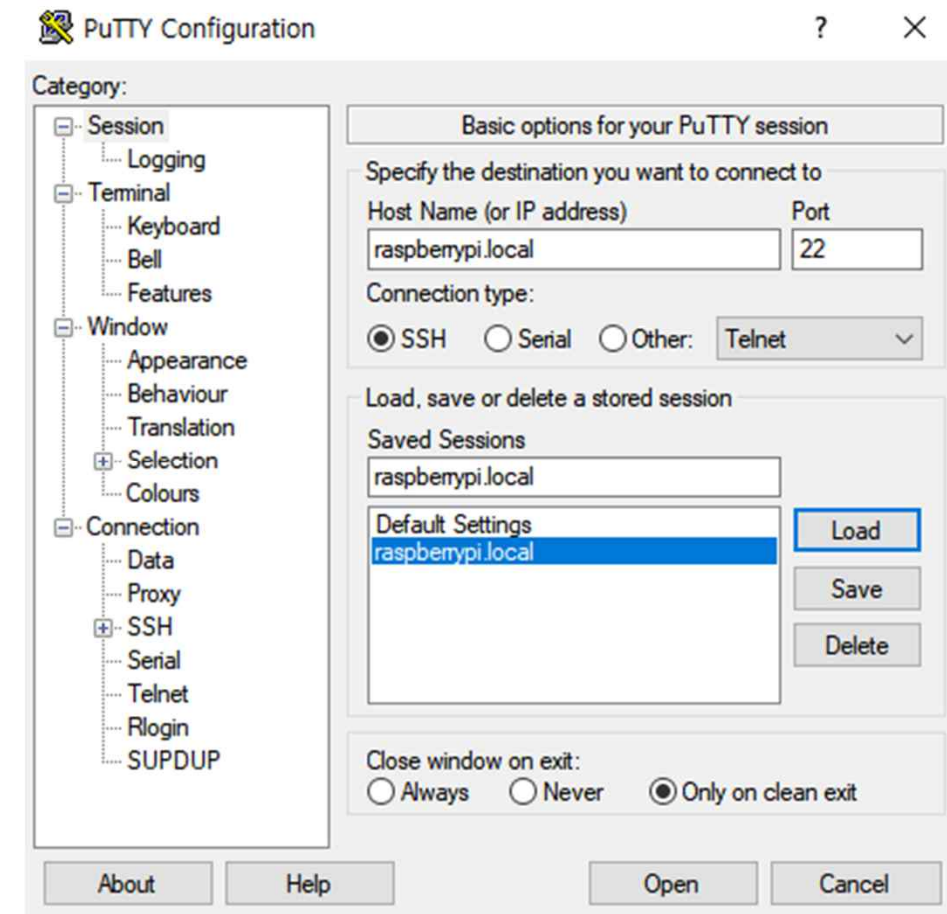 PuTTY Configuration
?
Category:
Session
Logging
Terminal
Keyboard
Bell
Features
Window
Appearance
Behaviour
Translation
Selection
Colours
Connection
Data
Proxy
SSH
Serial
Telnet
Rlogin
SUPDUP
Basic options for your PuTTY session
Specify the destination you want to connect to
Host Name (or IP address) Port
raspberrypi.local 22
Connection type:
SSH Serial Other: Telnet
Load, save or delete a stored session
Saved Sessions
raspberrypi.local
Default Settings
raspberrypi.local
Load
Save
Delete
Close window on exit:
Always Never Only on clean exit
About Help Open Cancel